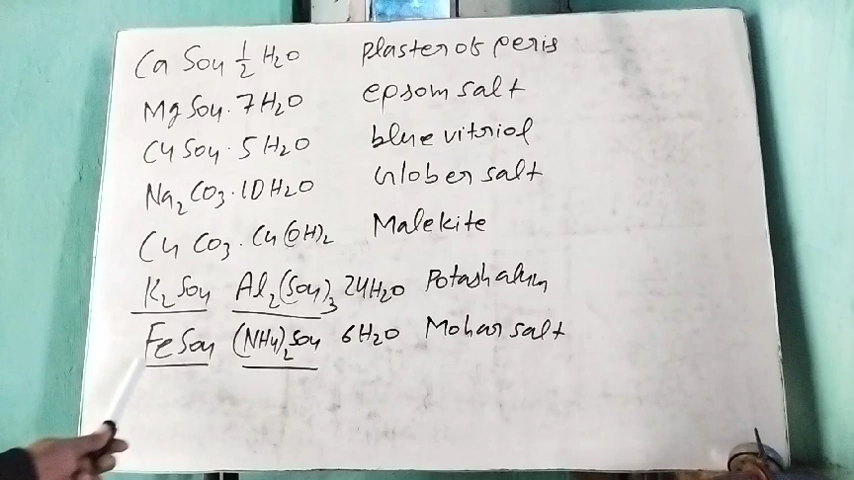 CaSO4 1/2 H2O plaster of peris
MgSO4·7H2O epsom salt
CuSO4·5H2O blue vitriol
Na2CO3·10H2O Glober salt
CuCO3·Cu(OH)2 Malekite
K2SO4 Al2(SO4)3 24H2O Potash alum
FeSO4 (NH4)2SO4 6H2O Mohar salt